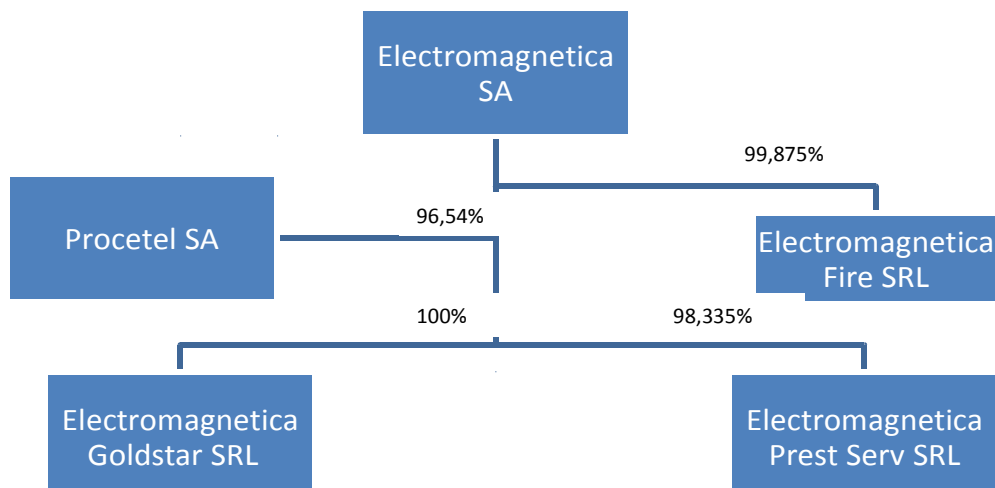 Electromagnetica
SA
99,875%
96,54%
Procetel SA
Electromagnetica
Fire SRL
100%
98,335%
Electromagnetica
Goldstar SRL
Electromagnetica
Prest Serv SRL